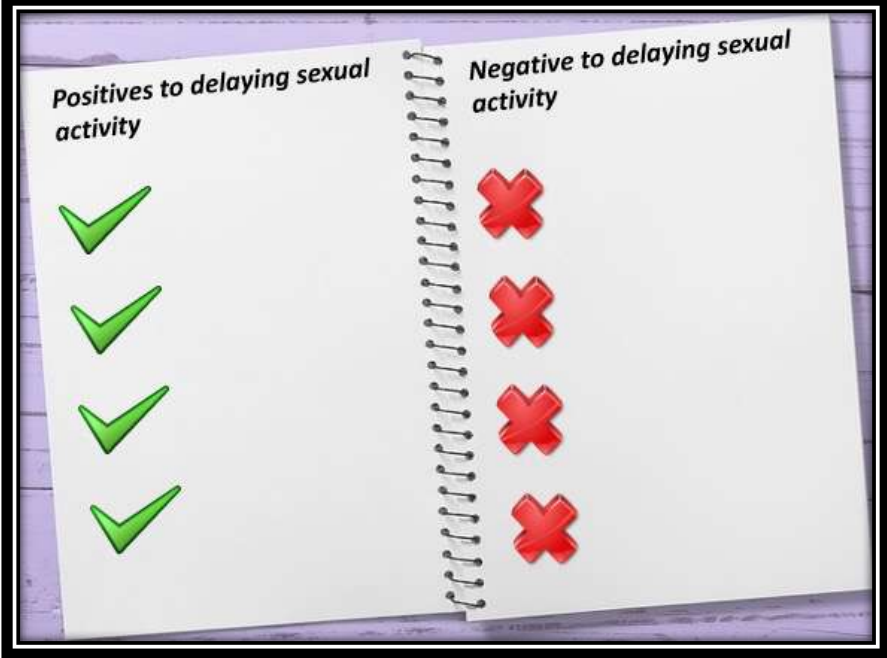 Positives to delaying sexual
activity
Negative to delaying sexual
activity